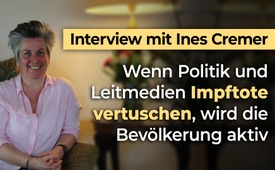 Interview mit Ines Cremer
Wenn Politik und
Leitmedien Impftote
vertuschen, wird die
Bevölkerung aktiv